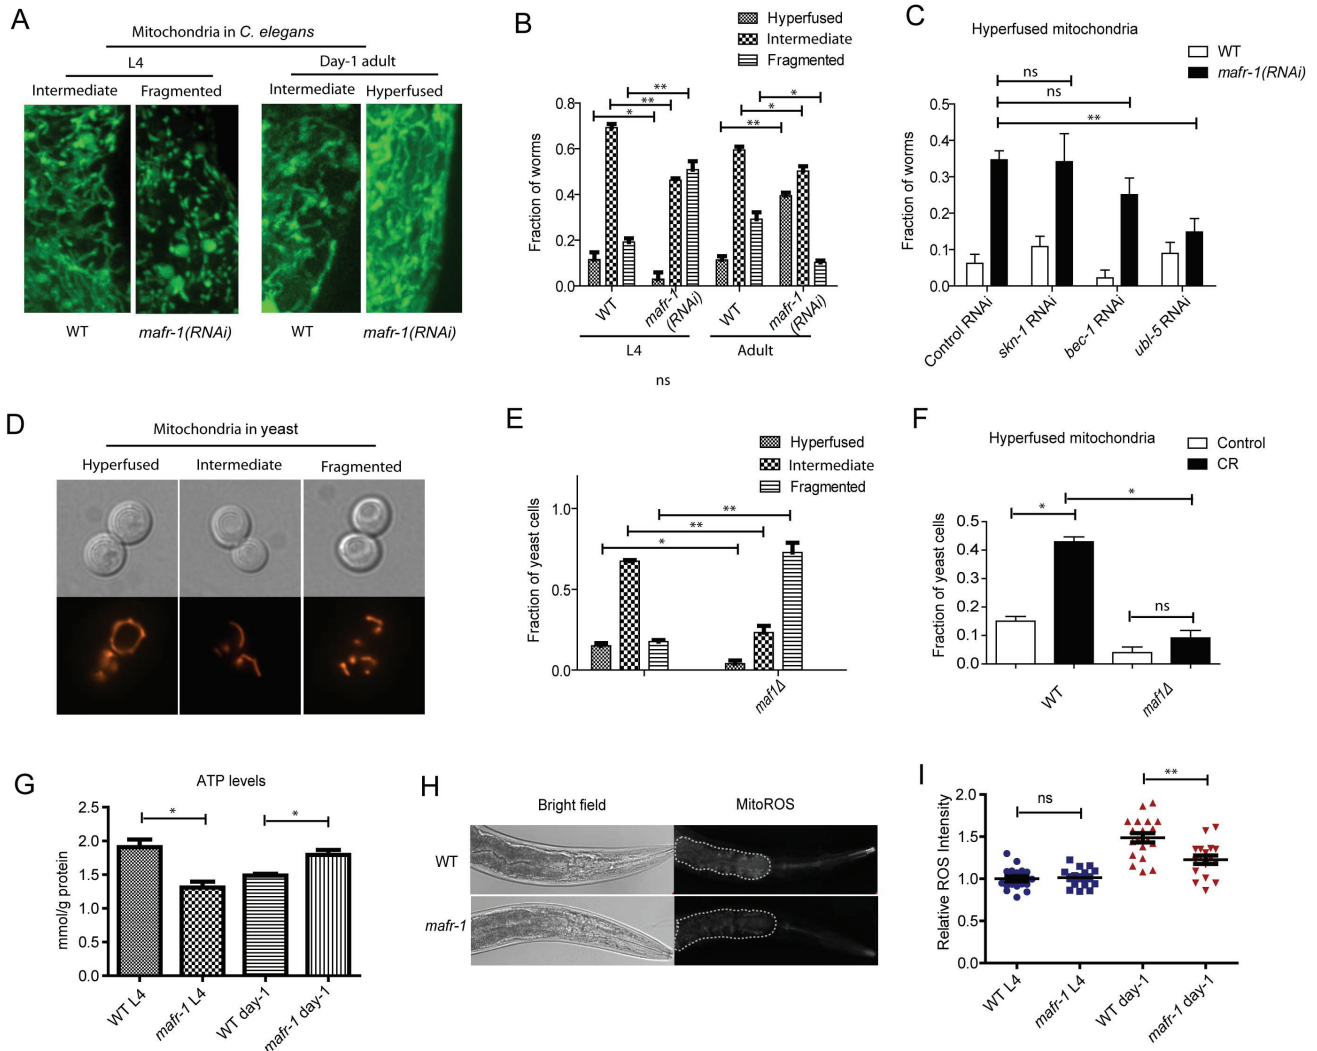 A
Mitochondria in C. elegans
L4
Day-1 adult
Intermediate
Fragmented
Intermediate
Hyperfused
WT
mafr-1(RNAi)
WT
mafr-1(RNAi)
B
Hyperfused
Intermediate
Fragmented
Fraction of worms
0.8
0.6
0.4
0.2
0.0
**
**
*
*
*
**
WT
mafr-1
(RNAi)
WT
mafr-1
(RNAi)
L4
Adult
ns
C
Hyperfused mitochondria
WT
mafr-1(RNAi)
ns
ns
**
Fraction of worms
0.5
0.4
0.3
0.2
0.1
0.0
Control RNAi
skn-1 RNAi
bec-1 RNAi
ubl-5 RNAi
D
Mitochondria in yeast
Hyperfused
Intermediate
Fragmented
E
Hyperfused
Intermediate
Fragmented
Fraction of yeast cells
1.0
0.5
0.0
**
**
*
maf1Δ
F
Hyperfused mitochondria
Control
CR
*
*
ns
Fraction of yeast cells
0.5
0.4
0.3
0.2
0.1
0.0
WT
maf1Δ
G
ATP levels
mmol/g protein
2.5
2.0
1.5
1.0
0.5
0.0
*
*
WT L4
mafr-1 L4
WT day-1
mafr-1 day-1
H
Bright field
MitoROS
WT
mafr-1
I
Relative ROS Intensity
2.0
1.5
1.0
0.5
0.0
ns
**
WT L4
mafr-1 L4
WT day-1
mafr-1 day-1